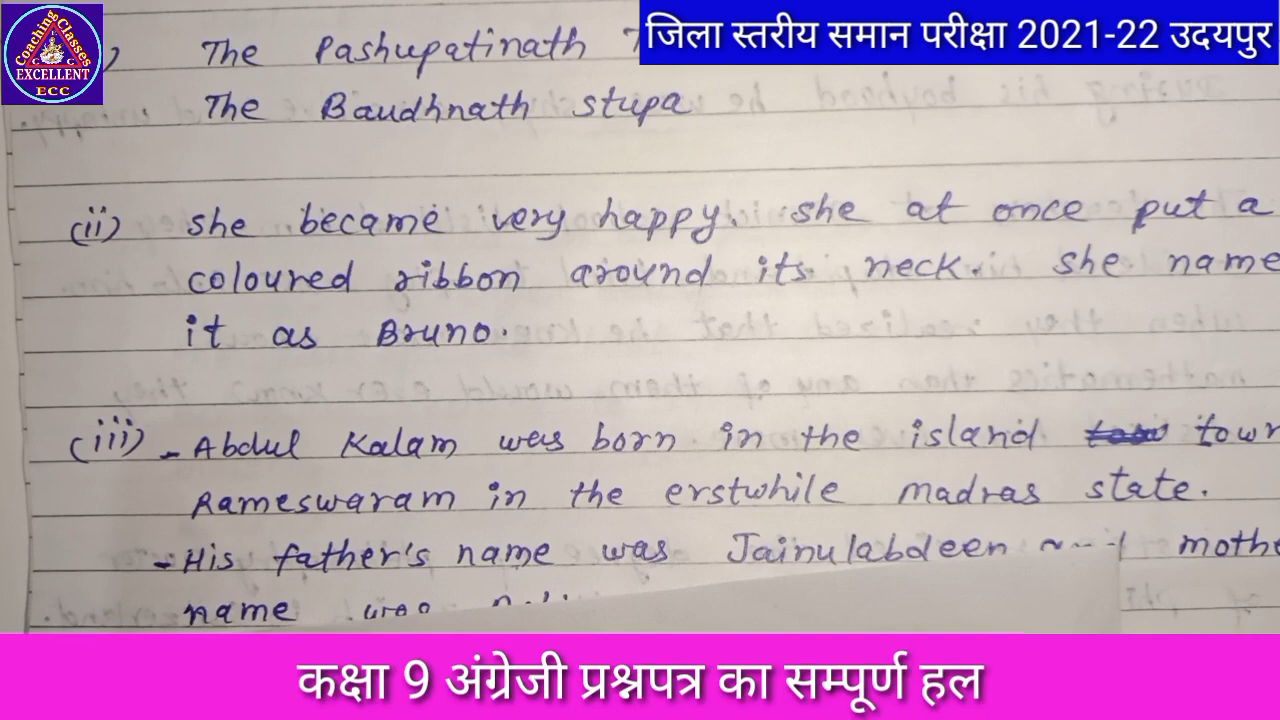 Coaching Classes
C C
EXCELLENT
ECC
जिला स्तरीय समान परीक्षा 2021-22 उदयपुर
) The Pashupatinath T
The Baudhnath stupa
(ii) she became very happy. she at once put a
coloured ribbon around its neck. she name
it as Bruno.
(iii) - Abdul Kalam was born in the island town
Rameswaram in the erstwhile madras state.
- His father's name was Jainulabdeen mothe
name was
कक्षा 9 अंग्रेजी प्रश्नपत्र का सम्पूर्ण हल